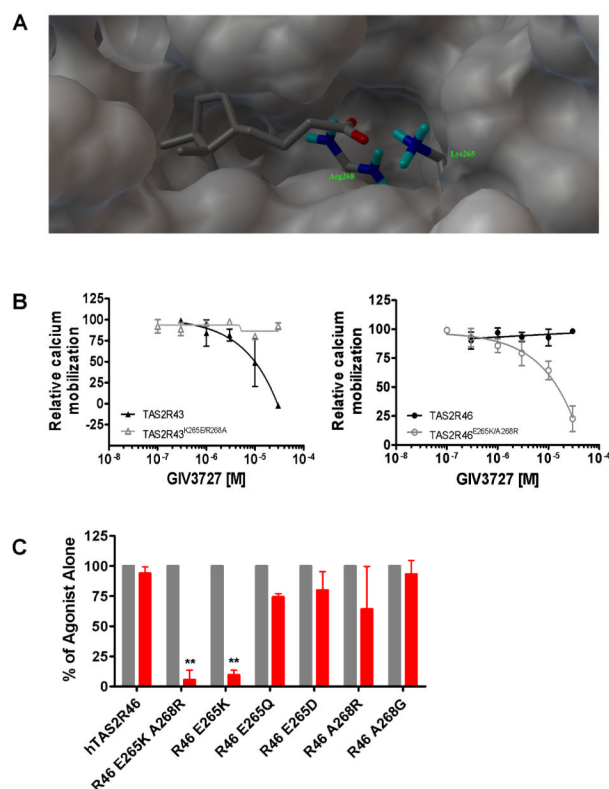 A
Arg268
Lys265
B
Relative calcium
mobilization
125
100
75
50
25
0
-25
10-8
10-7
10-6
10-5
10-4
GIV3727 [M]
TAS2R43
TAS2R43K265E/R268A
Relative calcium
mobilization
125
100
75
50
25
0
10-8
10-7
10-6
10-5
10-4
GIV3727 [M]
TAS2R46
TAS2R46E265K/A268R
C
% of Agonist Alone
125
100
75
50
25
0
**
**
hTAS2R46
R46 E265K A268R
R46 E265K
R46 E265Q
R46 E265D
R46 A268R
R46 A268G